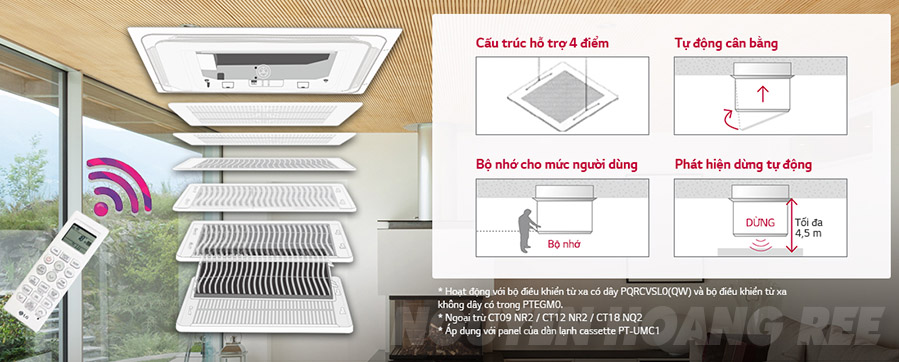 Cấu trúc hỗ trợ 4 điểm
Tự động cân bằng
Bộ nhớ cho mức người dùng
Bộ nhớ
Phát hiện dừng tự động
DỪNG
Tối đa
4,5 m
* Hoạt động với bộ điều khiển từ xa có dây PQRCVSL0(QW) và bộ điều khiển từ xa
không dây có trong PTEGM0.
* Ngoại trừ CT09 NR2 / CT12 NR2 / CT18 NQ2
* Áp dụng với panel của dàn lạnh cassette PT-UMC1
NGUYEN HOANG REE
LG